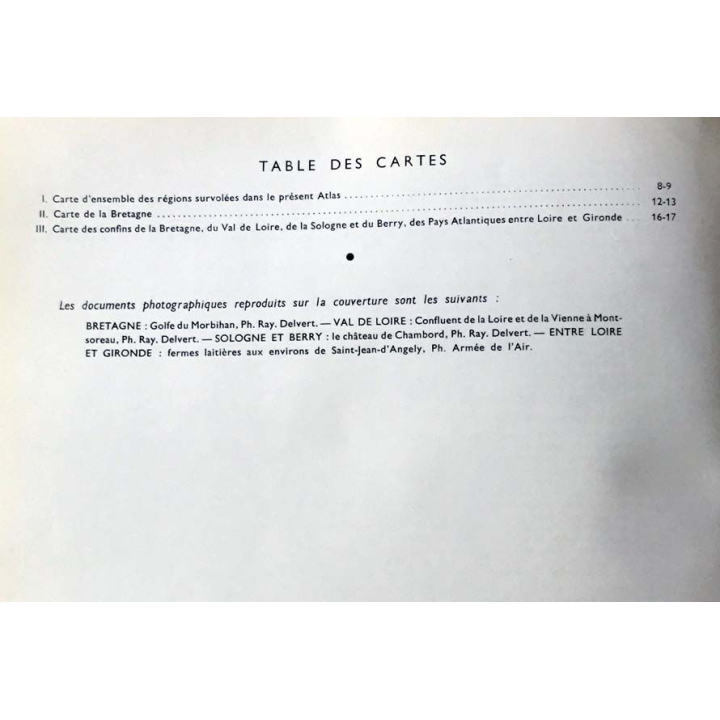 TABLE DES CARTES
I. Carte d'ensemble des régions survolées dans le présent Atlas ........ 8-9
II. Carte de la Bretagne ........ 12-13
III. Carte des confins de la Bretagne, du Val de Loire, de la Sologne et du Berry, des Pays Atlantiques entre Loire et Gironde ... 16-17
Les documents photographiques reproduits sur la couverture sont les suivants :
BRETAGNE : Golfe du Morbihan, Ph. Ray. Delvert. — VAL DE LOIRE : Confluent de la Loire et de la Vienne à Mont-
soreau, Ph. Ray. Delvert. — SOLOGNE ET BERRY : le château de Chambord, Ph. Ray. Delvert. — ENTRE LOIRE
ET GIRONDE : fermes laitières aux environs de Saint-Jean-d'Angely, Ph. Armée de l'Air.